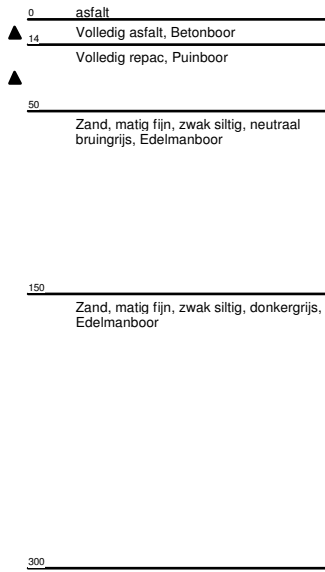 0 asfalt
Volledig asfalt, Betonboor
14
Volledig repac, Puinboor
50
Zand, matig fijn, zwak siltig, neutraal
bruingrijs, Edelmanboor
150
Zand, matig fijn, zwak siltig, donkergrijs,
Edelmanboor
300